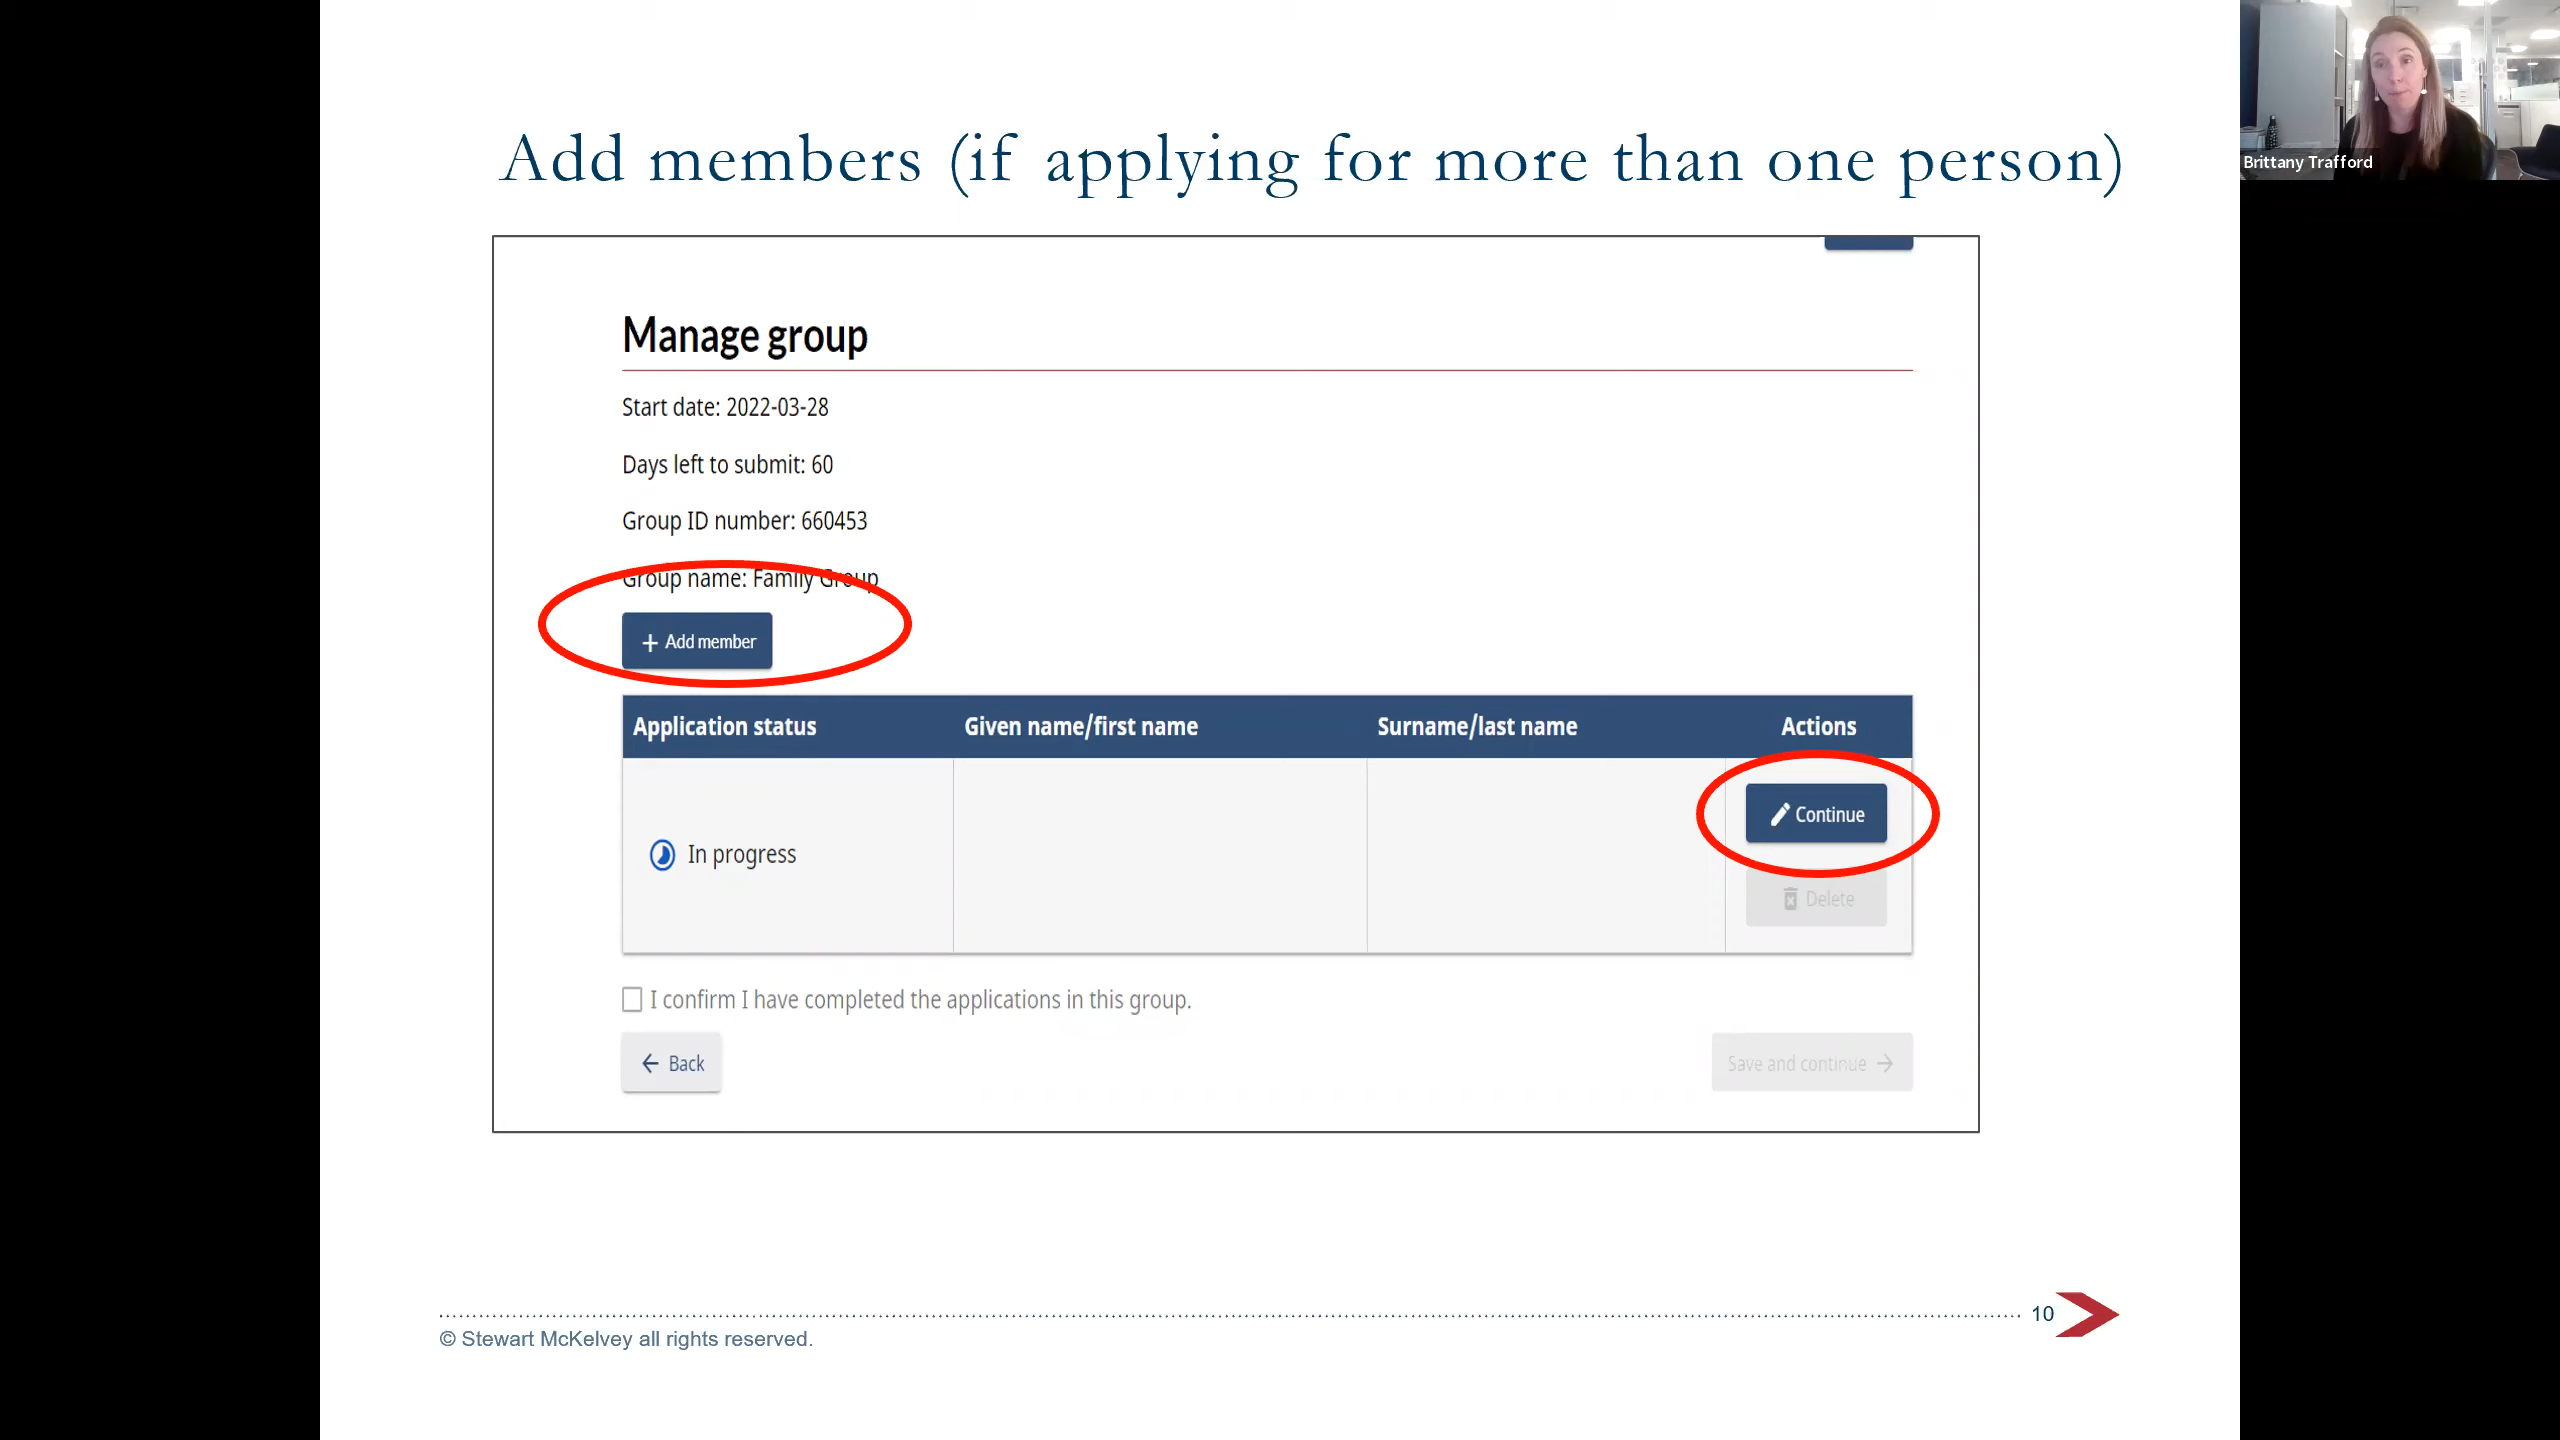 Add members (if applying for more than one person)
Brittany Trafford
Manage group
Start date: 2022-03-28
Days left to submit: 60
Group ID number: 660453
Group name: Family Group
+ Add member
Application status Given name/first name Surname/last name Actions
Continue
In progress
Delete
I confirm I have completed the applications in this group.
← Back Save and continue →
10
© Stewart McKelvey all rights reserved.